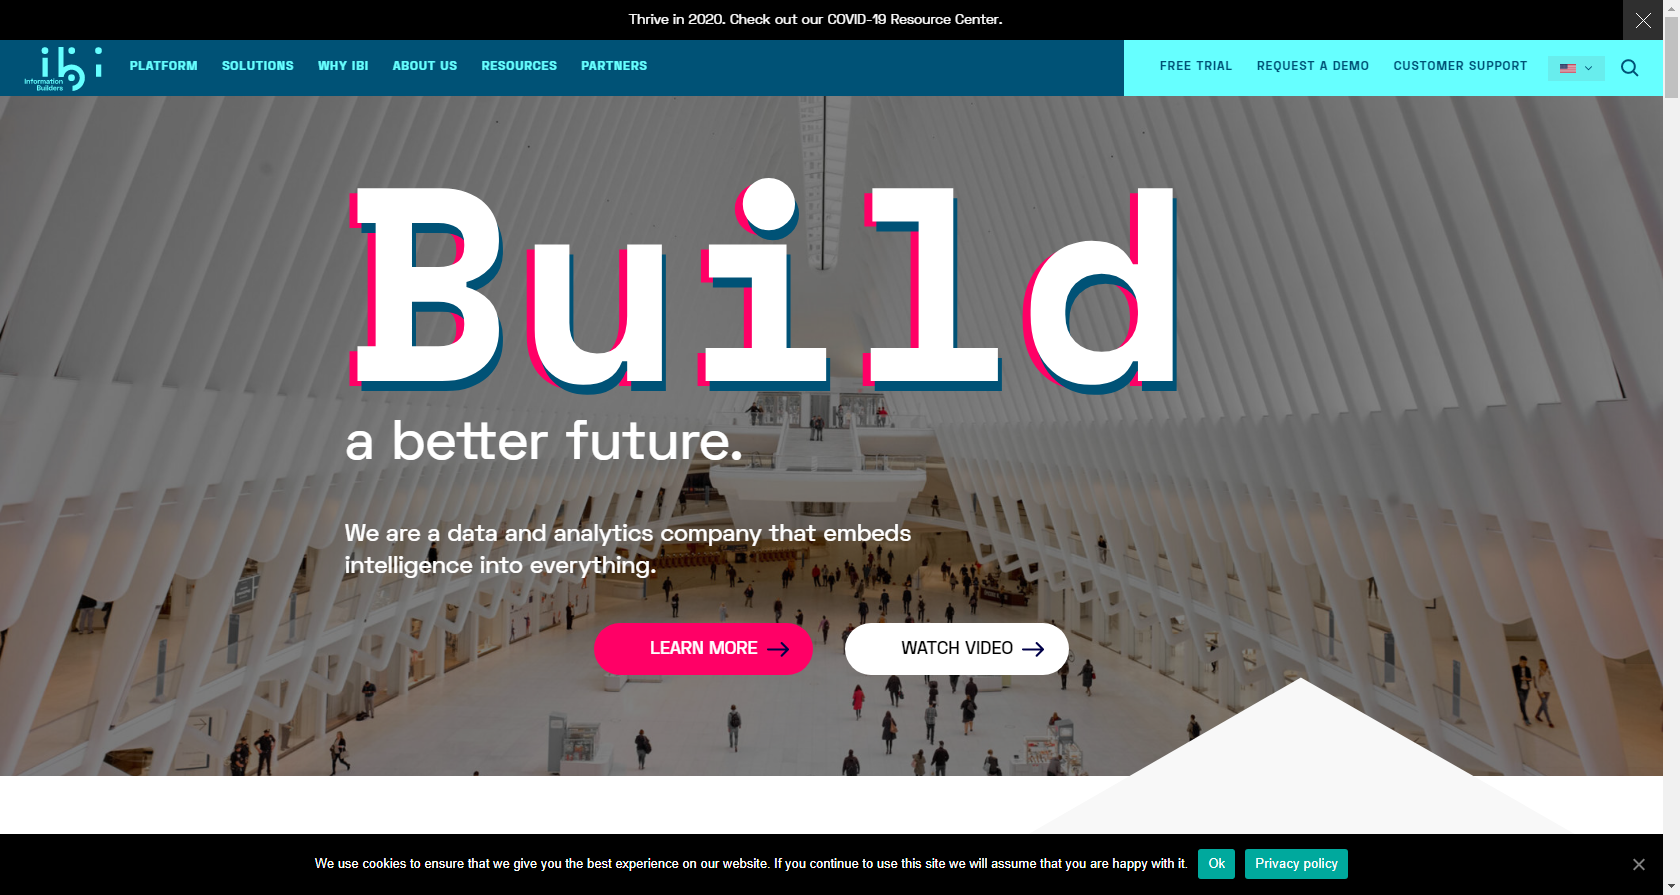 Thrive in 2020. Check out our COVID-19 Resource Center.
ibi
Information
Builders
PLATFORM SOLUTIONS WHY IBI ABOUT US RESOURCES PARTNERS
FREE TRIAL REQUEST A DEMO CUSTOMER SUPPORT
Build
a better future.
We are a data and analytics company that embeds
intelligence into everything.
LEARN MORE
WATCH VIDEO
We use cookies to ensure that we give you the best experience on our website. If you continue to use this site we will assume that you are happy with it. Ok Privacy policy